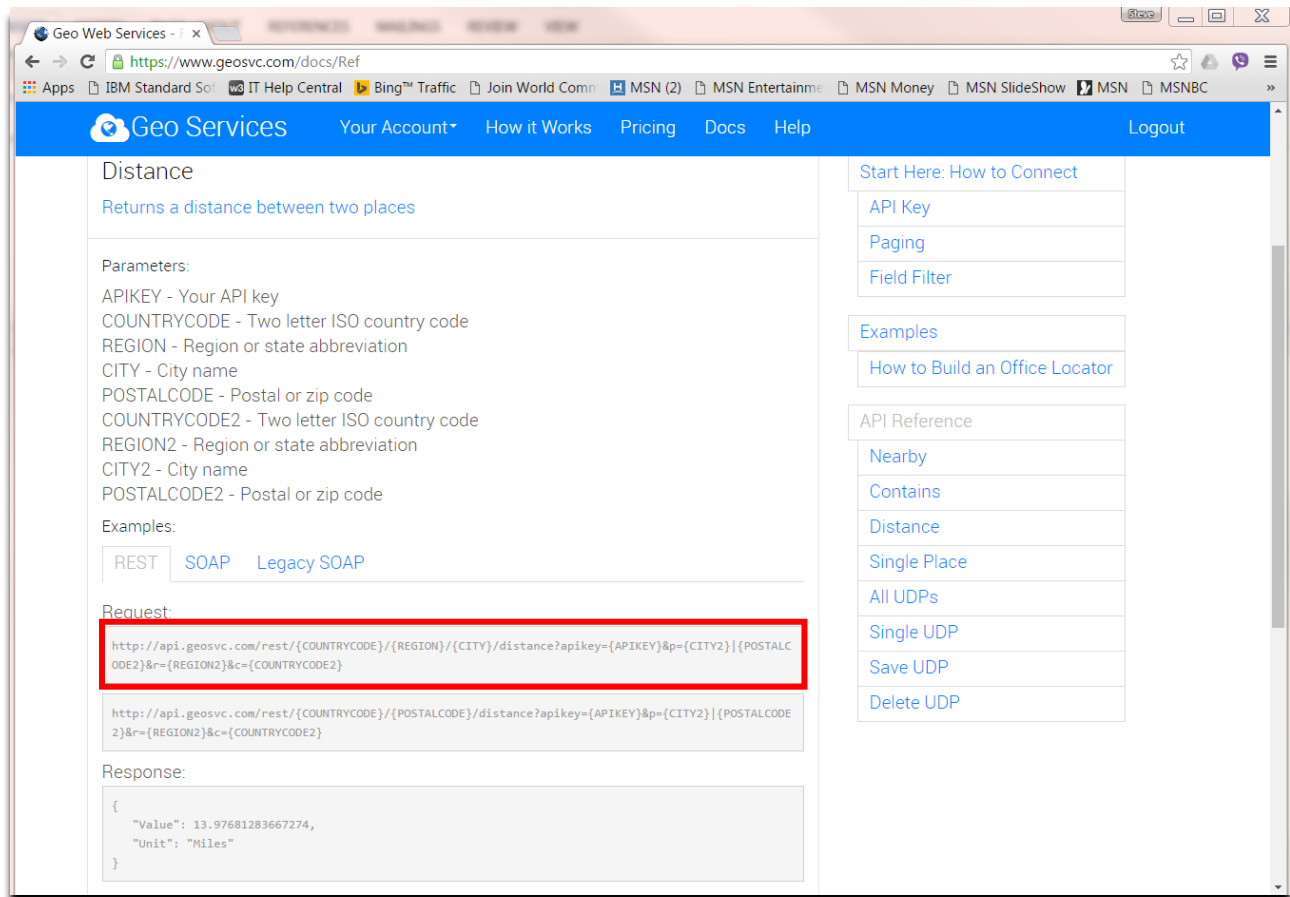 REFERENCES MAILINGS REVIEW VIEW
Steve
Geo Web Services - F
https://www.geosvc.com/docs/Ref
Apps IBM Standard Sof IT Help Central Bing™ Traffic Join World Comm MSN (2) MSN Entertainme MSN Money MSN SlideShow MSN MSNBC »
Geo Services Your Account How it Works Pricing Docs Help Logout
Distance
Returns a distance between two places
Parameters:
APIKEY - Your API key
COUNTRYCODE - Two letter ISO country code
REGION - Region or state abbreviation
CITY - City name
POSTALCODE - Postal or zip code
COUNTRYCODE2 - Two letter ISO country code
REGION2 - Region or state abbreviation
CITY2 - City name
POSTALCODE2 - Postal or zip code
Examples:
REST SOAP Legacy SOAP
Request:
http://api.geosvc.com/rest/{COUNTRYCODE}/{REGION}/{CITY}/distance?apikey={APIKEY}&p={CITY2}|{POSTALC
ODE2}&r={REGION2}&c={COUNTRYCODE2}
http://api.geosvc.com/rest/{COUNTRYCODE}/{POSTALCODE}/distance?apikey={APIKEY}&p={CITY2}|{POSTALCODE
2}&r={REGION2}&c={COUNTRYCODE2}
Response:
{
"Value": 13.97681283667274,
"Unit": "Miles"
}
Start Here: How to Connect
API Key
Paging
Field Filter
Examples
How to Build an Office Locator
API Reference
Nearby
Contains
Distance
Single Place
All UDPs
Single UDP
Save UDP
Delete UDP